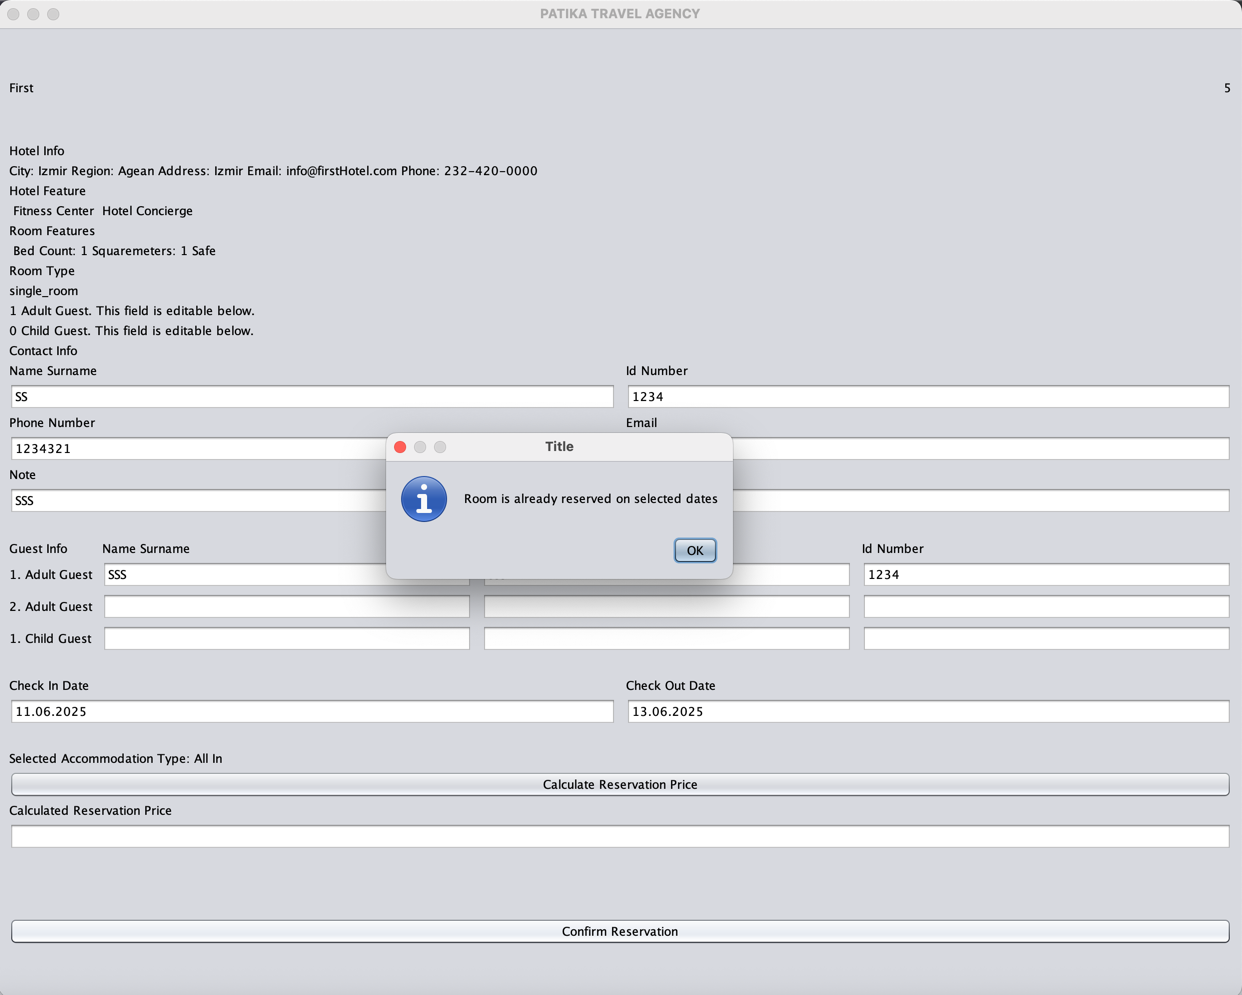 PATIKA TRAVEL AGENCY
First 5
Hotel Info
City: Izmir Region: Agean Address: Izmir Email: info@firstHotel.com Phone: 232-420-0000
Hotel Feature
Fitness Center Hotel Concierge
Room Features
Bed Count: 1 Squaremeters: 1 Safe
Room Type
single_room
1 Adult Guest. This field is editable below.
0 Child Guest. This field is editable below.
Contact Info
Name Surname Id Number
SS 1234
Phone Number Email
1234321
Note
SSS
Title
Room is already reserved on selected dates
OK
Guest Info Name Surname Id Number
1. Adult Guest SSS 1234
2. Adult Guest
1. Child Guest
Check In Date Check Out Date
11.06.2025 13.06.2025
Selected Accommodation Type: All In
Calculate Reservation Price
Calculated Reservation Price
Confirm Reservation